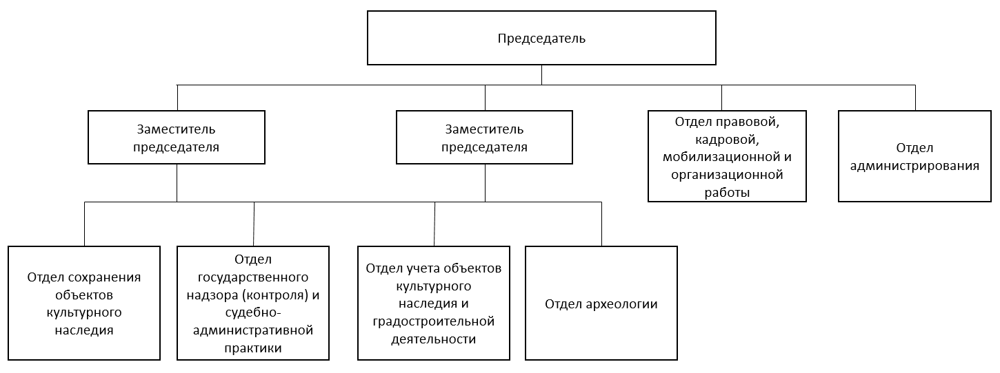 Председатель
Заместитель
председателя
Заместитель
председателя
Отдел правовой,
кадровой,
мобилизационной и
организационной
работы
Отдел
администрирования
Отдел сохранения
объектов
культурного
наследия
Отдел
государственного
надзора (контроля) и
судебно-
административной
практики
Отдел учета объектов
культурного
наследия и
градостроительной
деятельности
Отдел археологии